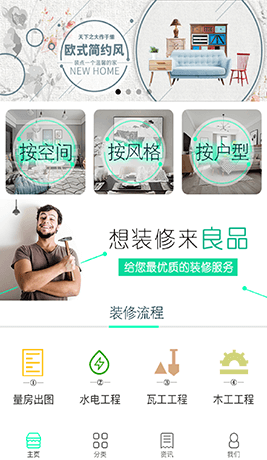 天下之大作于细
欧式简约风
装点一个温馨的家
NEW HOME
按空间 按风格 按户型
想装修来良品
给您最优质的装修服务
装修流程
① ② ③ ④
量房出图 水电工程 瓦工工程 木工工程
主页 分类 资讯 我们